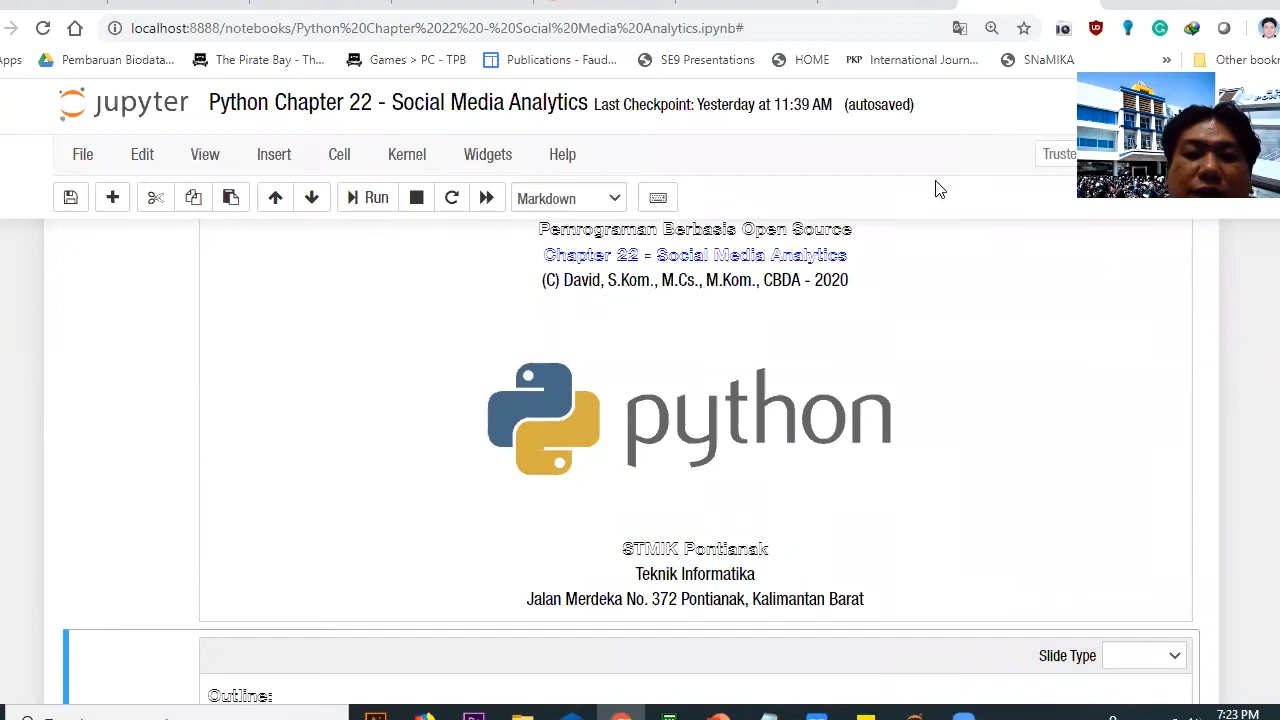 localhost:8888/notebooks/Python%20Chapter%2022%20-%20Social%20Media%20Analytics.ipynb#
Apps Pembaruan Biodata... The Pirate Bay - Th... Games > PC - TPB Publications - Faud... SE9 Presentations HOME PKP International Journ... SNaMIKA » Other bookr
jupyter Python Chapter 22 - Social Media Analytics Last Checkpoint: Yesterday at 11:39 AM (autosaved)
File Edit View Insert Cell Kernel Widgets Help Truste
Run Markdown
Pemrograman Berbasis Open Source
Chapter 22 - Social Media Analytics
(C) David, S.Kom., M.Cs., M.Kom., CBDA - 2020
python
STMIK Pontianak
Teknik Informatika
Jalan Merdeka No. 372 Pontianak, Kalimantan Barat
Slide Type
Outline:
7:23 PM